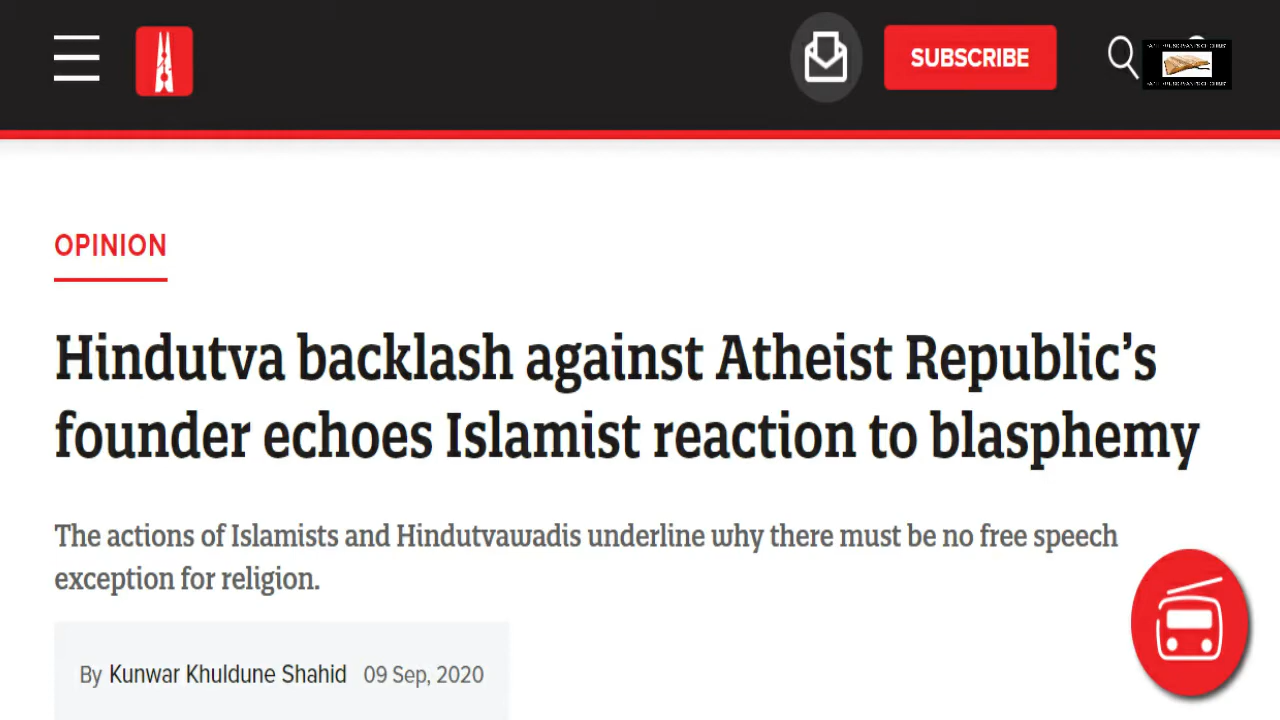 SUBSCRIBE
OPINION
Hindutva backlash against Atheist Republic’s
founder echoes Islamist reaction to blasphemy
The actions of Islamists and Hindutvawadis underline why there must be no free speech
exception for religion.
By Kunwar Khuldune Shahid 09 Sep, 2020